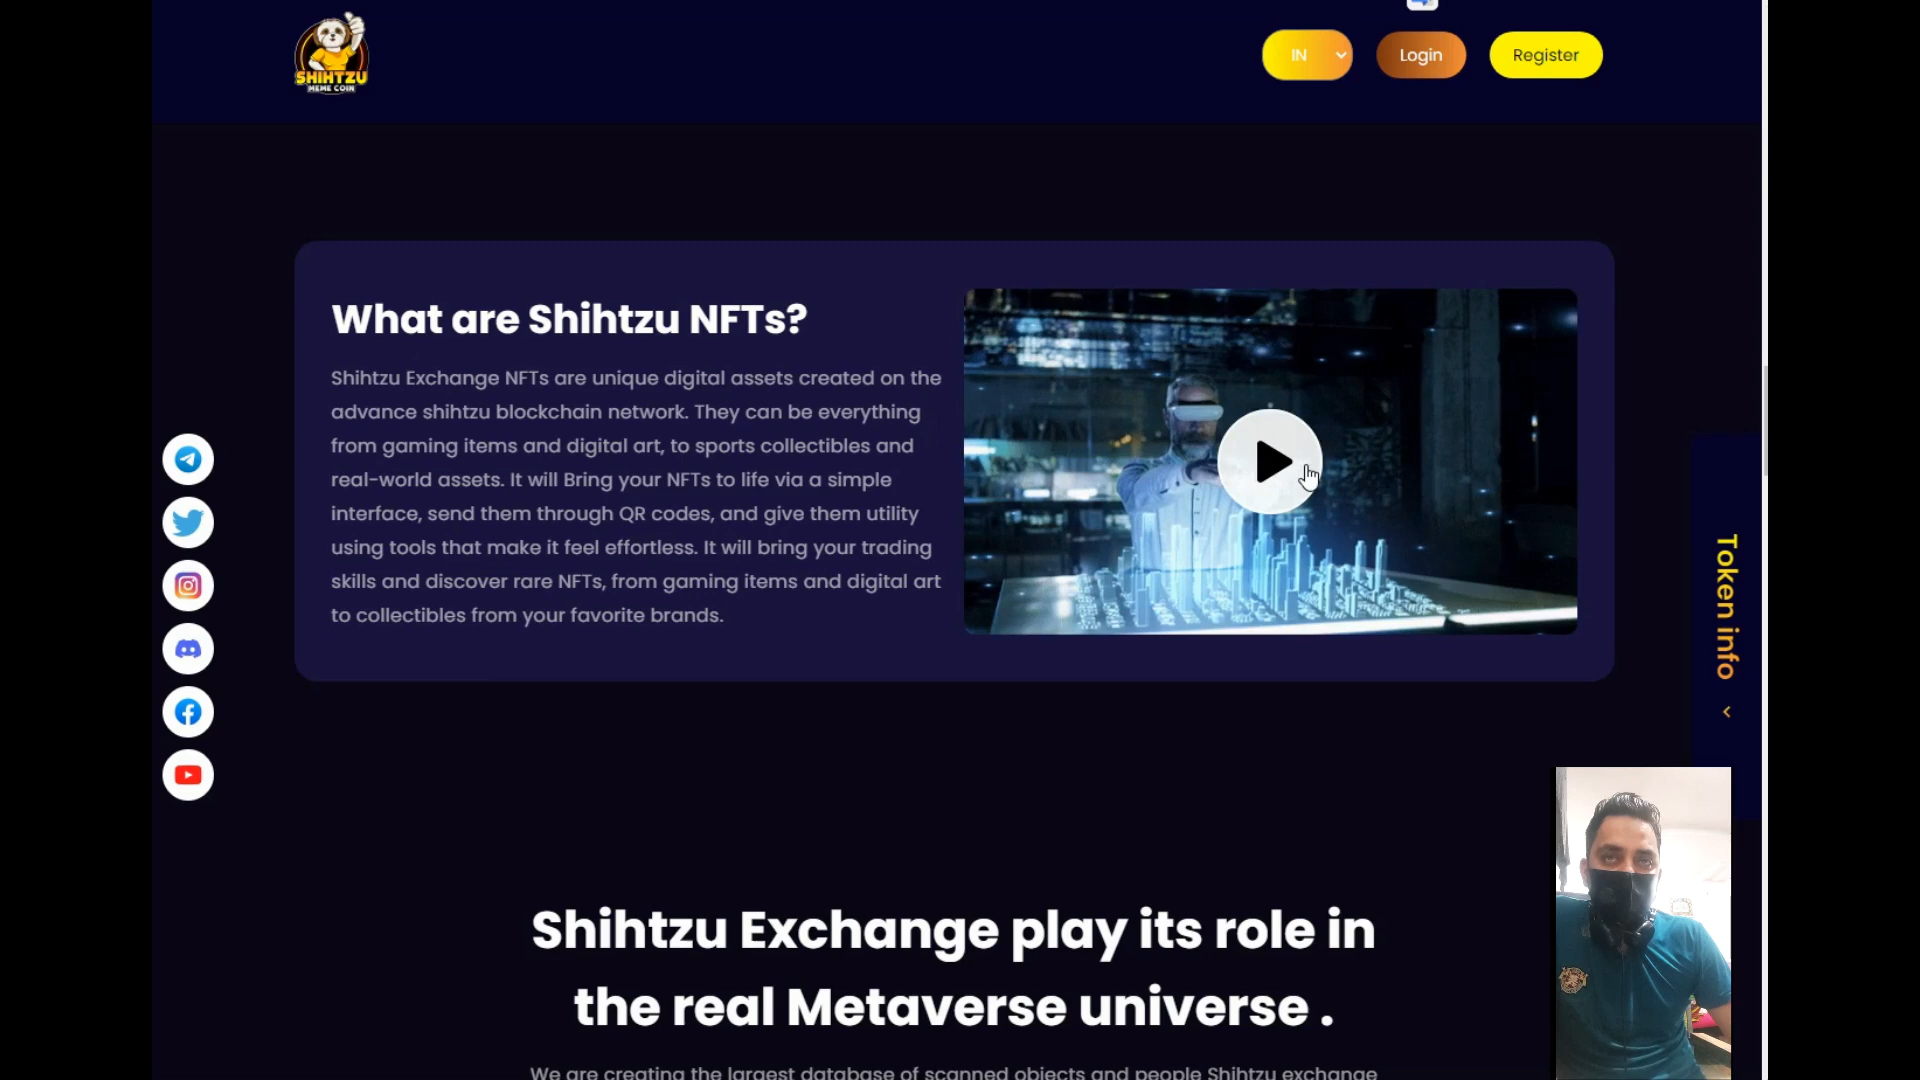 SHIHTZU
MEME COIN
IN
Login
Register
What are Shihtzu NFTs?
Shihtzu Exchange NFTs are unique digital assets created on the
advance shihtzu blockchain network. They can be everything
from gaming items and digital art, to sports collectibles and
real-world assets. It will Bring your NFTs to life via a simple
interface, send them through QR codes, and give them utility
using tools that make it feel effortless. It will bring your trading
skills and discover rare NFTs, from gaming items and digital art
to collectibles from your favorite brands.
Token info
Shihtzu Exchange play its role in
the real Metaverse universe .
We are creating the largest database of scanned objects and people Shihtzu exchange